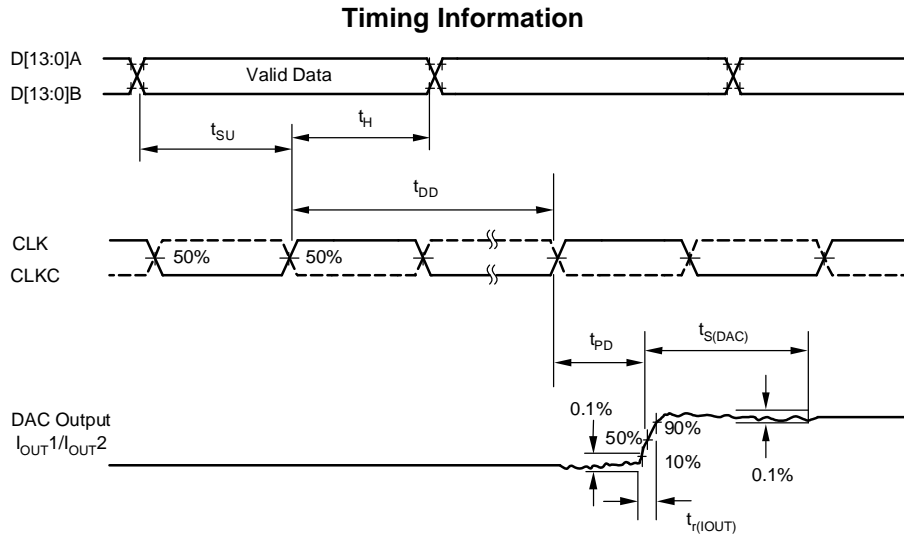 Timing Information
D[13:0]A
Valid Data
D[13:0]B
tSU
tH
tDD
CLK
50%
50%
CLKC
tPD
tS(DAC)
DAC Output
IOUT1/IOUT2
0.1%
50%
90%
10%
0.1%
tr(IOUT)